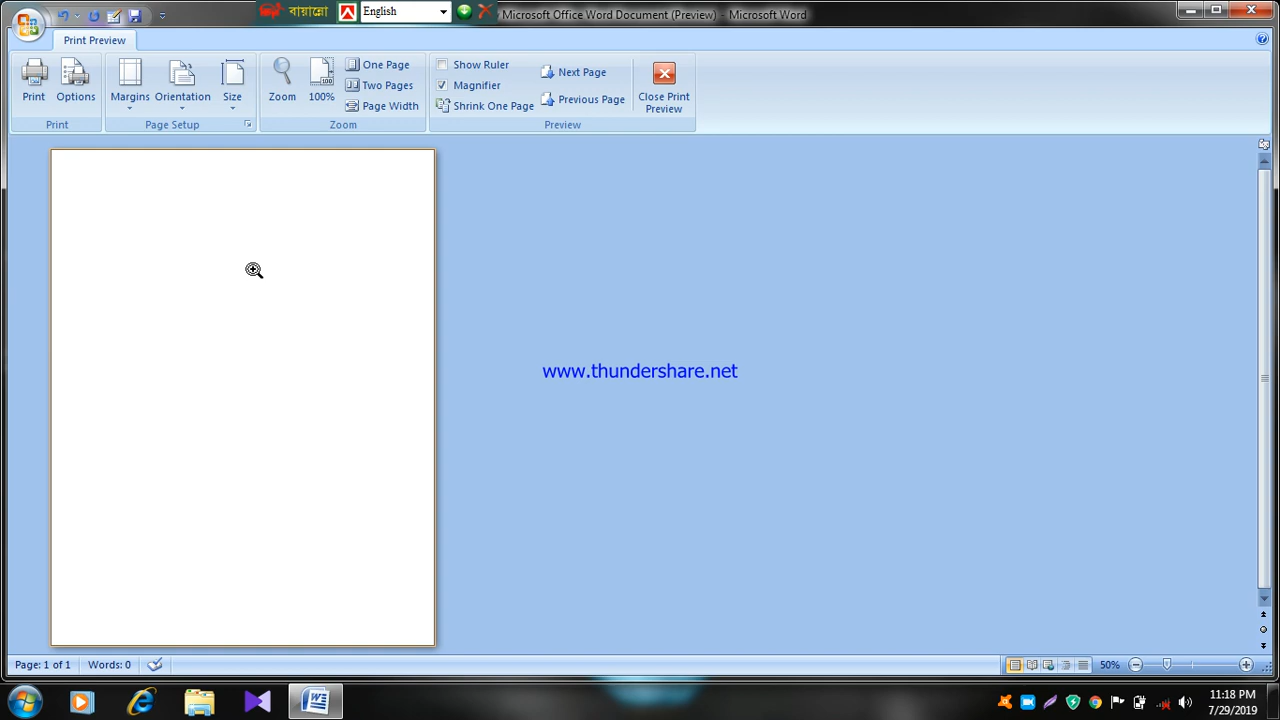 বায়ান্নো English Microsoft Office Word Document (Preview) - Microsoft Word
Print Preview
Print Options Margins Orientation Size Zoom 100% One Page Two Pages Page Width Show Ruler Magnifier Shrink One Page Next Page Previous Page Close Print Preview
Print Page Setup Zoom Preview
www.thundershare.net
Page: 1 of 1 Words: 0 50%
11:18 PM
7/29/2019